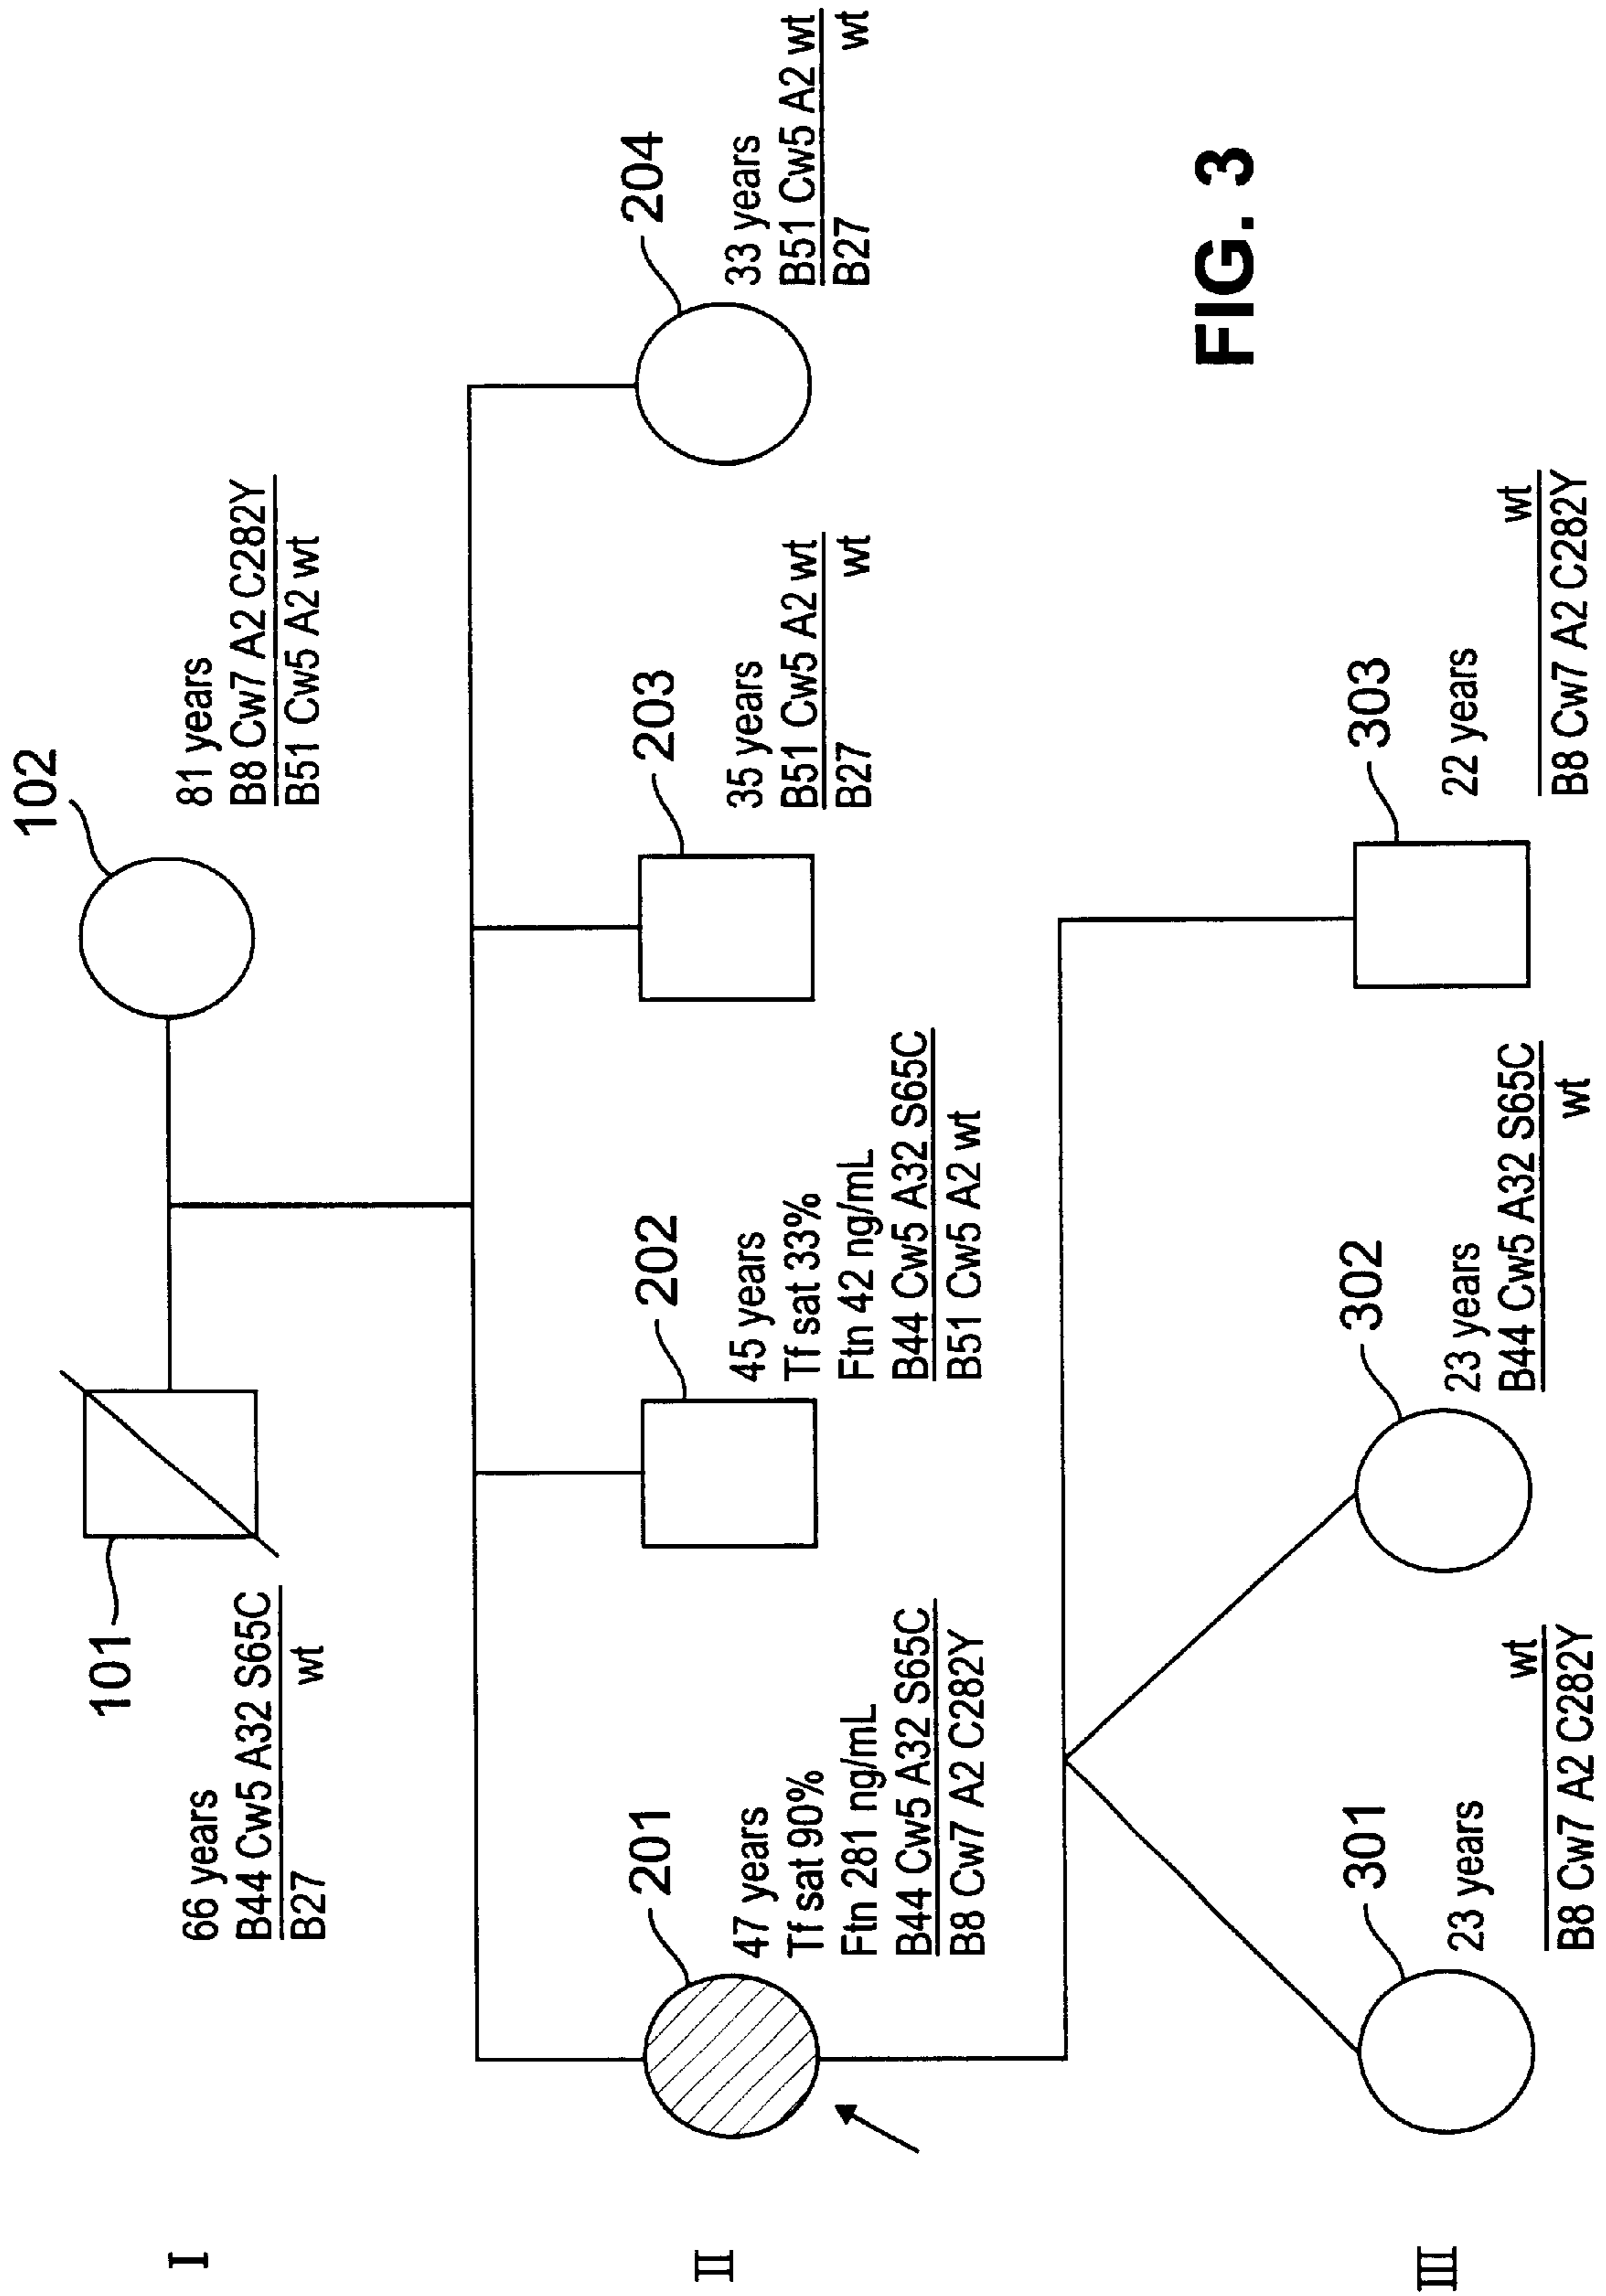 I
101
66 years
B44 Cw5 A32 S65C
B27 wt
102
81 years
B8 Cw7 A2 C282Y
B51 Cw5 A2 wt
II
201
47 years
Tf sat 90%
Ftn 281 ng/mL
B44 Cw5 A32 S65C
B8 Cw7 A2 C282Y
202
45 years
Tf sat 33%
Ftn 42 ng/mL
B44 Cw5 A32 S65C
B51 Cw5 A2 wt
203
35 years
B51 Cw5 A2 wt
B27 wt
204
33 years
B51 Cw5 A2 wt
B27 wt
III
301
23 years
wt
B8 Cw7 A2 C282Y
302
23 years
B44 Cw5 A32 S65C
wt
303
22 years
wt
B8 Cw7 A2 C282Y
FIG. 3